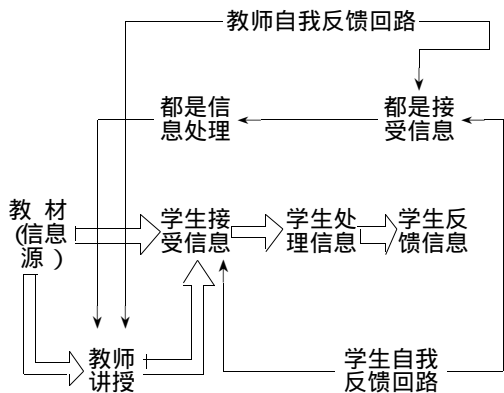 教师自我反馈回路
都是信
息处理
都是接
受信息
教 材
(信息
源 )
学生接
受信息
学生处
理信息
学生反
馈信息
教师
讲授
学生自我
反馈回路